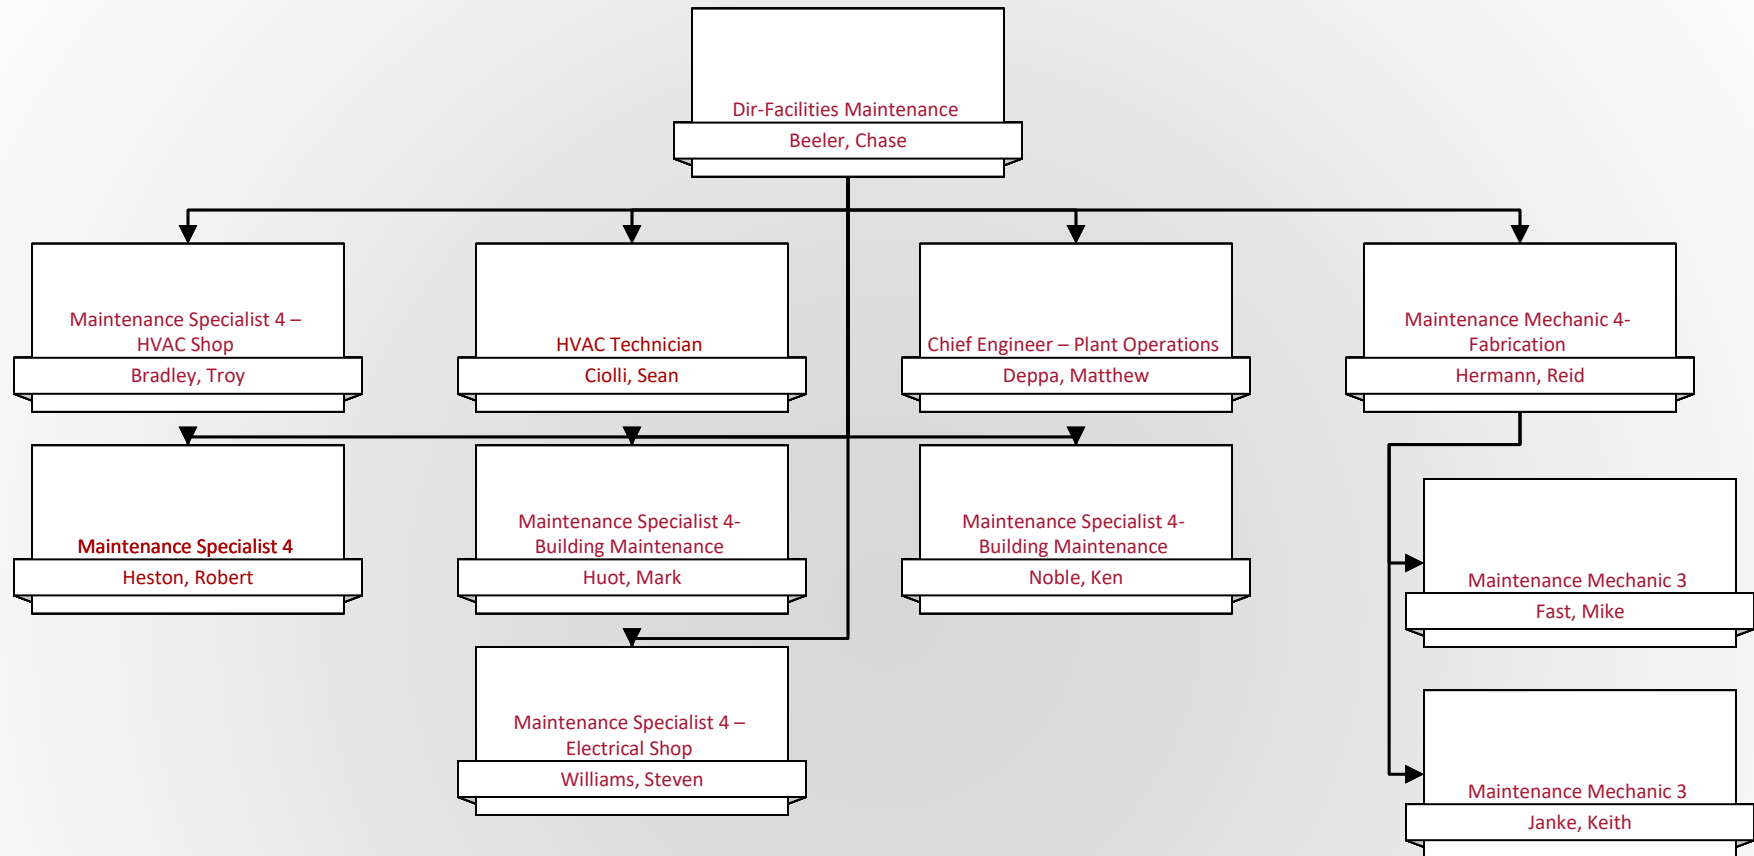 Dir-Facilities Maintenance
Beeler, Chase
Maintenance Specialist 4 –
HVAC Shop
Bradley, Troy
HVAC Technician
Ciolli, Sean
Chief Engineer – Plant Operations
Deppa, Matthew
Maintenance Mechanic 4-
Fabrication
Hermann, Reid
Maintenance Specialist 4
Heston, Robert
Maintenance Specialist 4-
Building Maintenance
Huot, Mark
Maintenance Specialist 4-
Building Maintenance
Noble, Ken
Maintenance Mechanic 3
Fast, Mike
Maintenance Specialist 4 –
Electrical Shop
Williams, Steven
Maintenance Mechanic 3
Janke, Keith